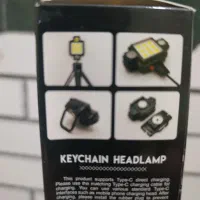 KEYCHAIN HEADLAMP
This product supports Type-C direct charging.
Please use the matching Type-C charging cable for
charging. You can use various standard Type-C
interfaces such as mobile phone charging head. After
charging, please install the rubber plug to prevent